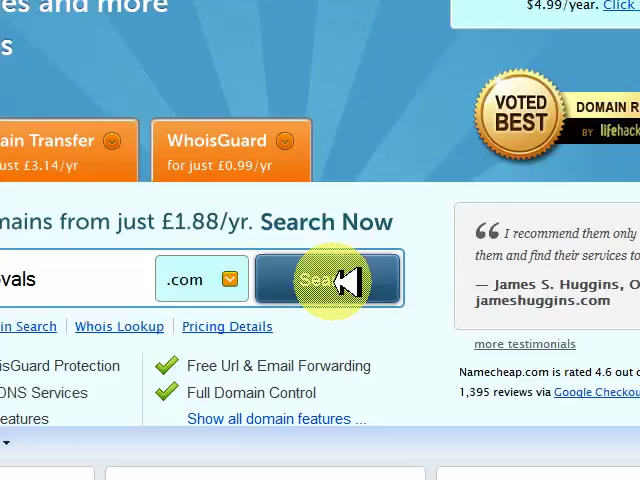 es and more
s
$4.99/year. Click
VOTED
BEST
DOMAIN R
BY lifehack
ain Transfer
ust £3.14/yr
WhoisGuard
for just £0.99/yr
mains from just £1.88/yr. Search Now
ovals
.com
I recommend them only
them and find their services to
— James S. Huggins, O
jameshuggins.com
in Search
Whois Lookup
Pricing Details
more testimonials
isGuard Protection
Free Url & Email Forwarding
ONS Services
Full Domain Control
eatures
Show all domain features ...
Namecheap.com is rated 4.6 out o
1,395 reviews via Google Checkou